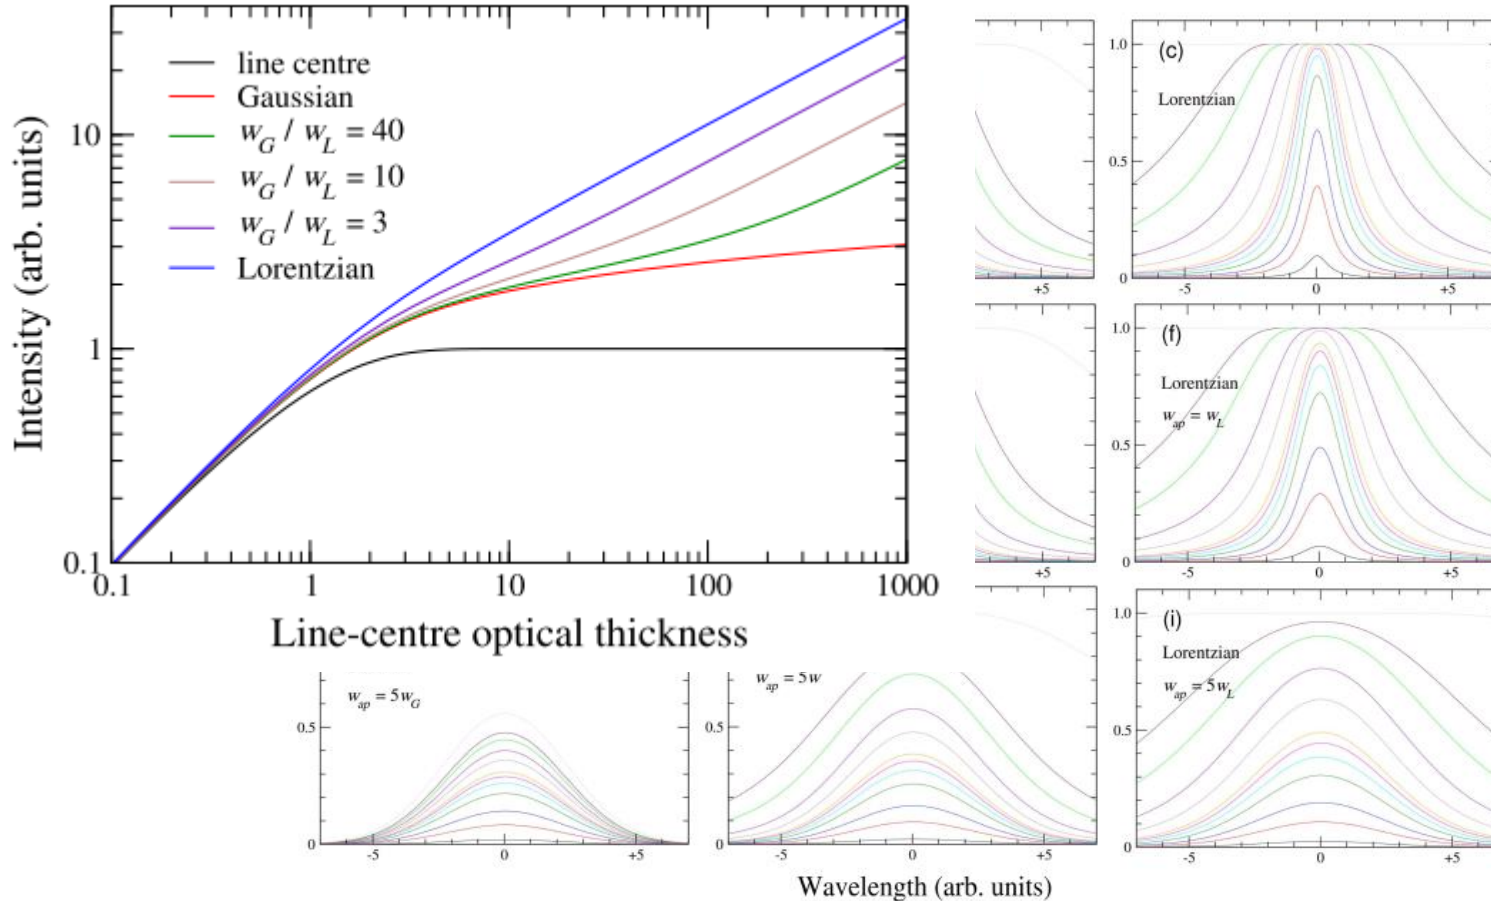 Intensity (arb. units)
10
1
0.1
line centre
Gaussian
w_G / w_L = 40
w_G / w_L = 10
w_G / w_L = 3
Lorentzian
0.1 1 10 100 1000
Line-centre optical thickness
+5
1.0
0.5
0
(c)
Lorentzian
-5 0 +5
+5
1.0
0.5
0
(f)
Lorentzian
w_ap = w_L
-5 0 +5
1.0
0.5
0
(i)
Lorentzian
w_ap = 5w_L
-5 0 +5
w_ap = 5w_G
0.5
0
-5 0 +5
w_ap = 5w
0.5
0
-5 0 +5
Wavelength (arb. units)